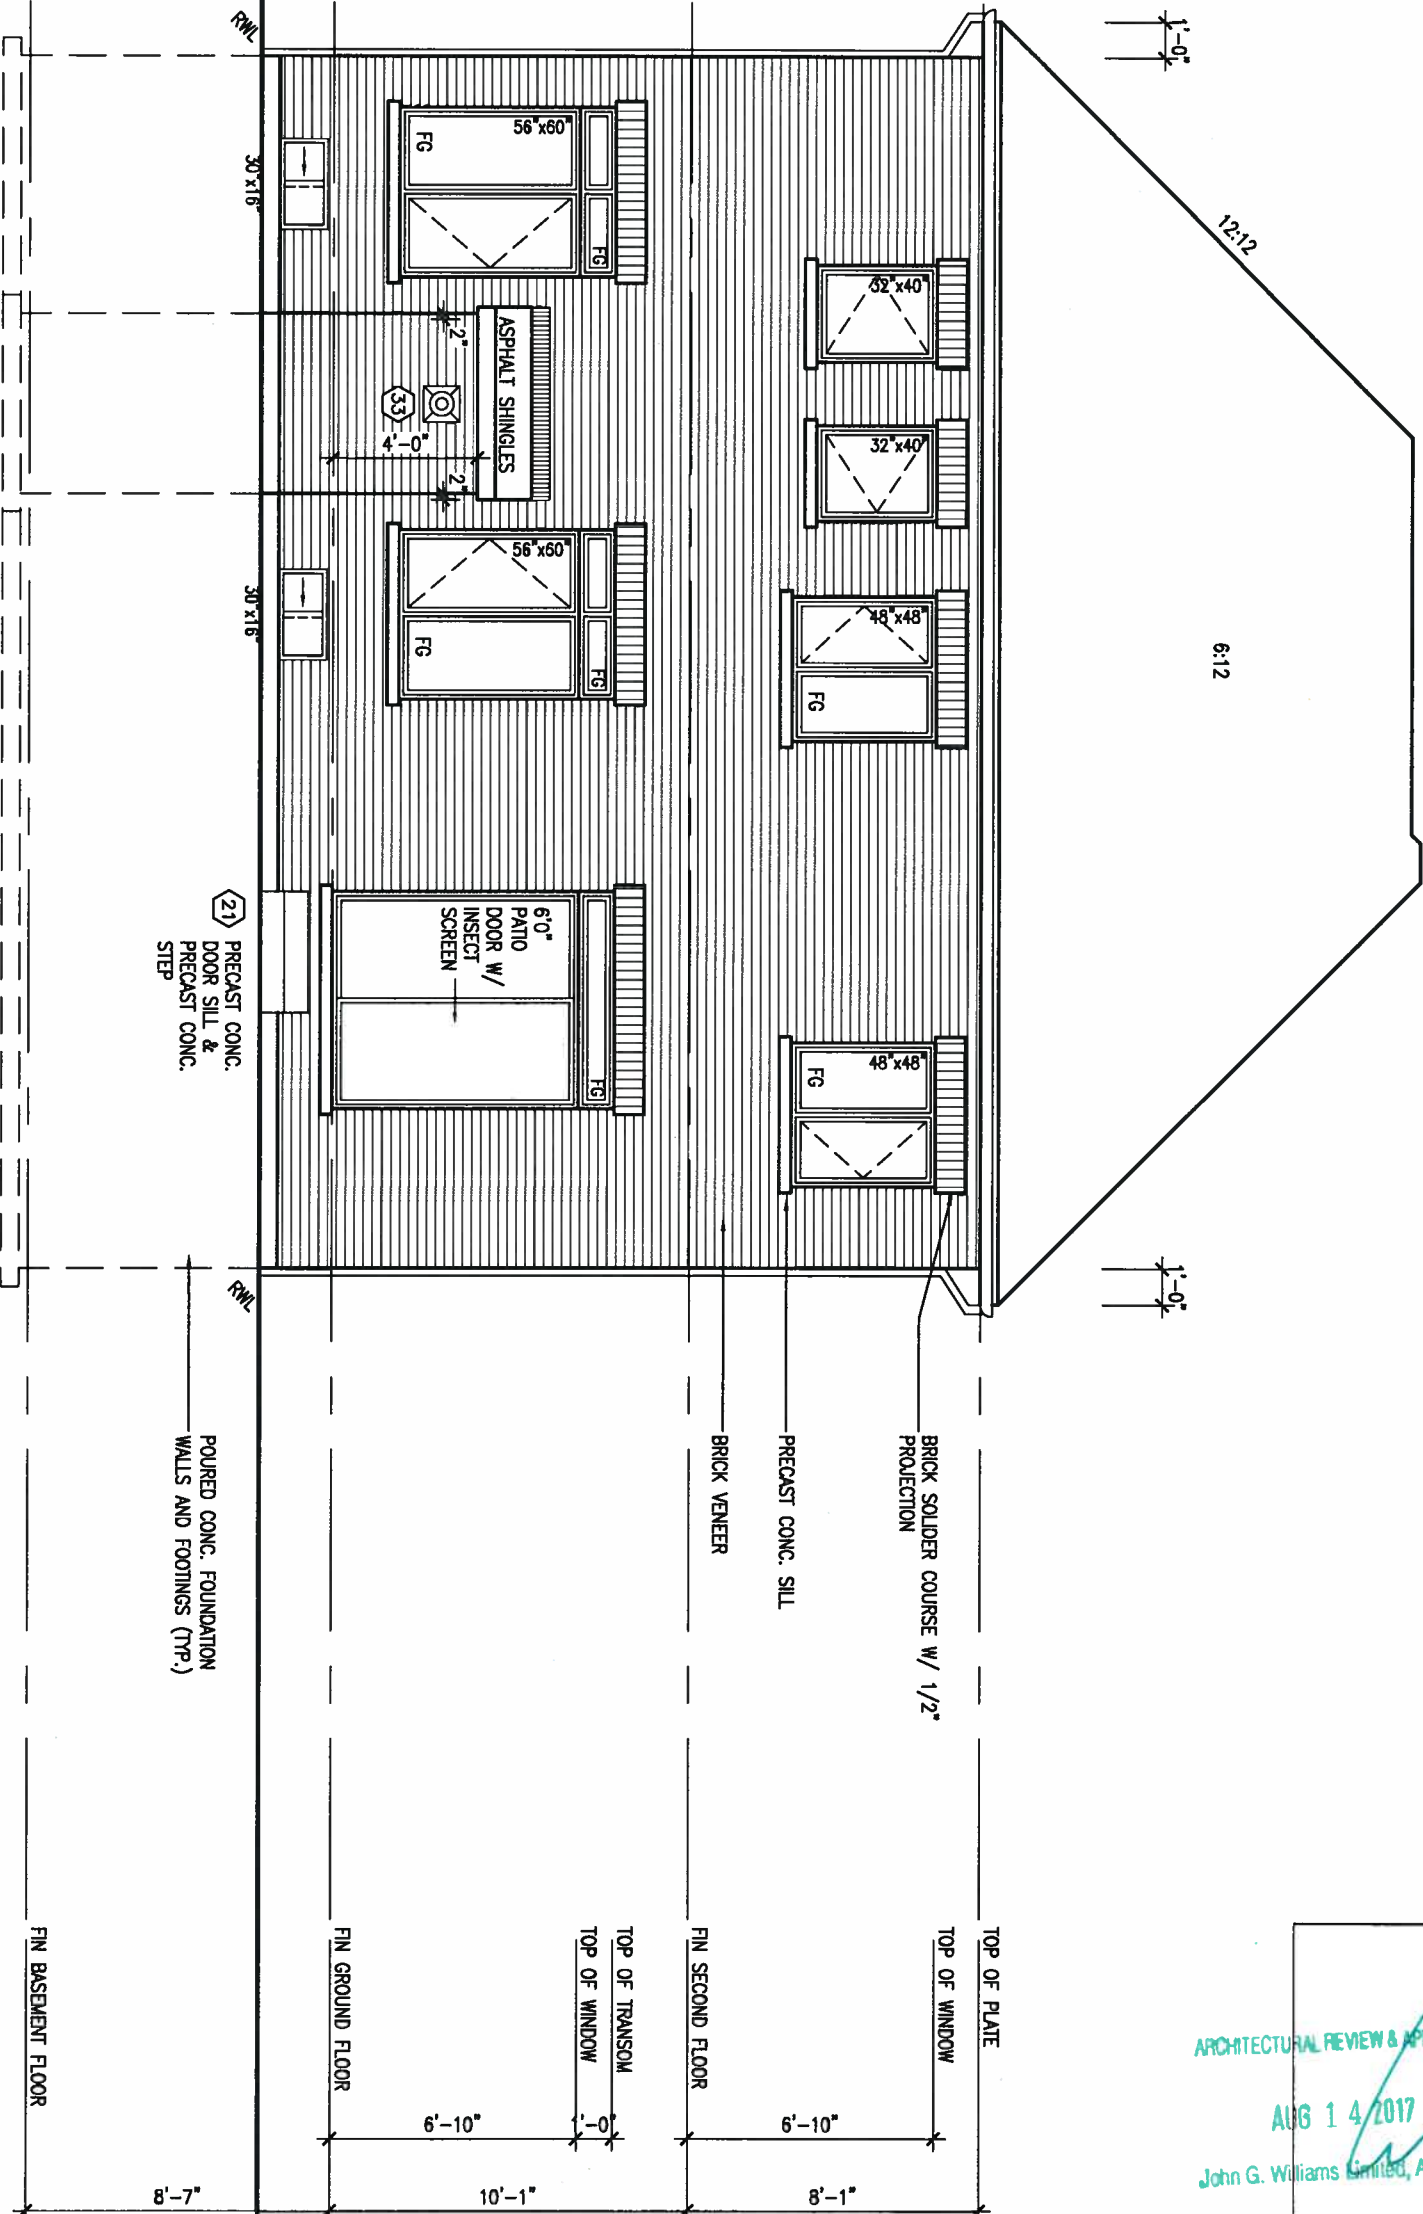 1'-0"
12:12
6:12
1'-0"
RWL
RWL
32"x40"
32"x40"
48"x48"
FG
48"x48"
FG
56"x60"
FG
FG
56"x60"
FG
FG
ASPHALT SHINGLES
2"
2"
33
4'-0"
6'0"
PATIO
DOOR W/
INSECT
SCREEN
FG
30"x16"
30"x16"
21
PRECAST CONC.
DOOR SILL &
PRECAST CONC.
STEP
BRICK SOLIDER COURSE W/ 1/2"
PROJECTION
PRECAST CONC. SILL
BRICK VENEER
POURED CONC. FOUNDATION
WALLS AND FOOTINGS (TYP.)
TOP OF PLATE
TOP OF WINDOW
FIN SECOND FLOOR
TOP OF TRANSOM
TOP OF WINDOW
FIN GROUND FLOOR
FIN BASEMENT FLOOR
6'-10"
1'-0"
6'-10"
8'-1"
10'-1"
8'-7"
ARCHITECTURAL REVIEW &
AUG 14 2017
John G. Williams Limited,